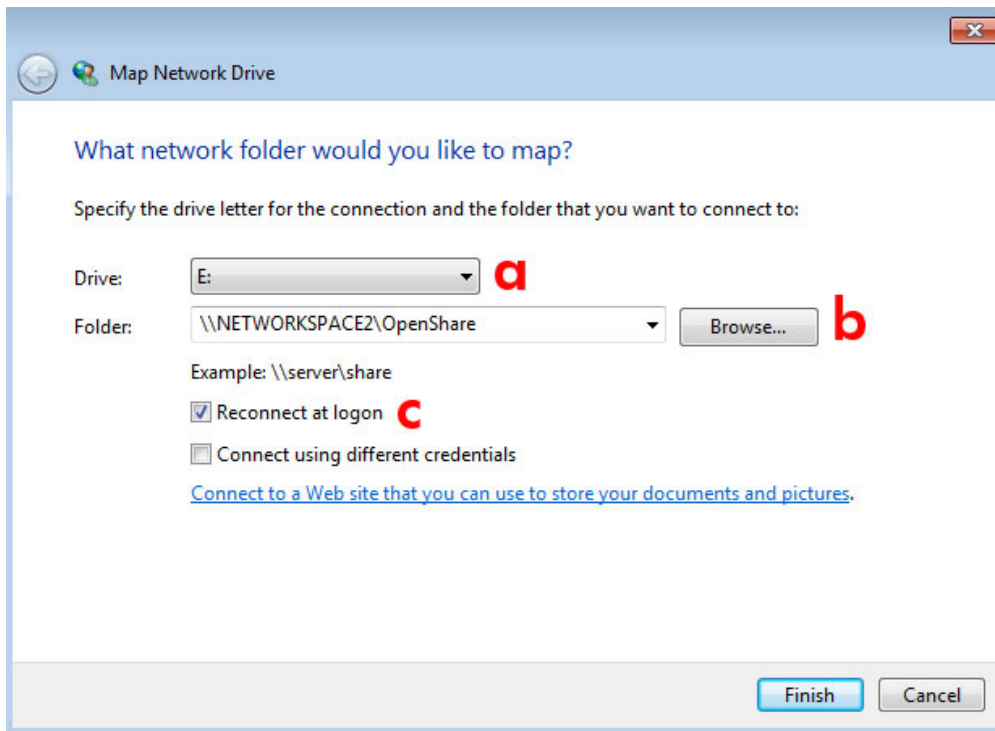 Map Network Drive
What network folder would you like to map?
Specify the drive letter for the connection and the folder that you want to connect to:
Drive: E: a
Folder: \\NETWORKSPACE2\OpenShare Browse... b
Example: \\server\share
Reconnect at logon c
Connect using different credentials
Connect to a Web site that you can use to store your documents and pictures.
Finish Cancel